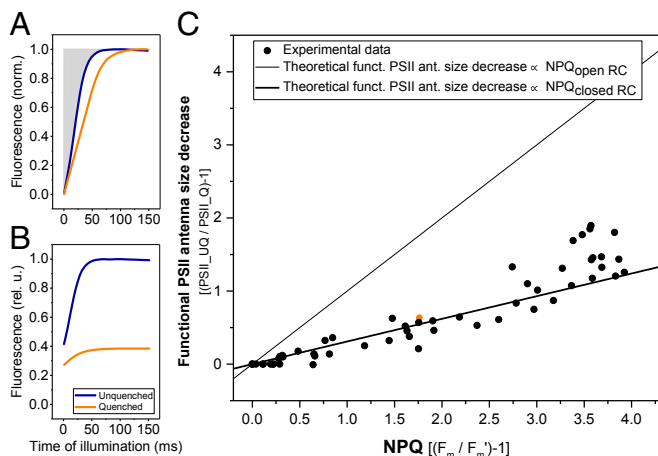 A
Fluorescence (norm.)
1.0
0.8
0.6
0.4
0.2
0.0
0 50 100 150
B
Fluorescence (rel. u.)
1.0
0.8
0.6
0.4
0.2
0.0
Unquenched
Quenched
0 50 100 150
Time of illumination (ms)
C
Functional PSII antenna size decrease
[(PSII_UQ / PSII_Q)-1]
4
3
2
1
0
Experimental data
Theoretical funct. PSII ant. size decrease ∝ NPQopen RC
Theoretical funct. PSII ant. size decrease ∝ NPQclosed RC
0.0 0.5 1.0 1.5 2.0 2.5 3.0 3.5 4.0
NPQ [(Fm / Fm')-1]